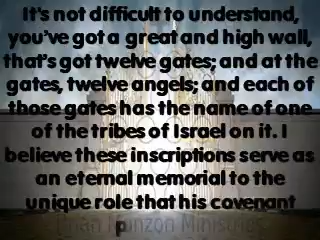 It's not difficult to understand,
you've got a great and high wall,
that's got twelve gates; and at the
gates, twelve angels; and each of
those gates has the name of one
of the tribes of Israel on it. I
believe these inscriptions serve as
an eternal memorial to the
unique role that his covenant
p
Ministries